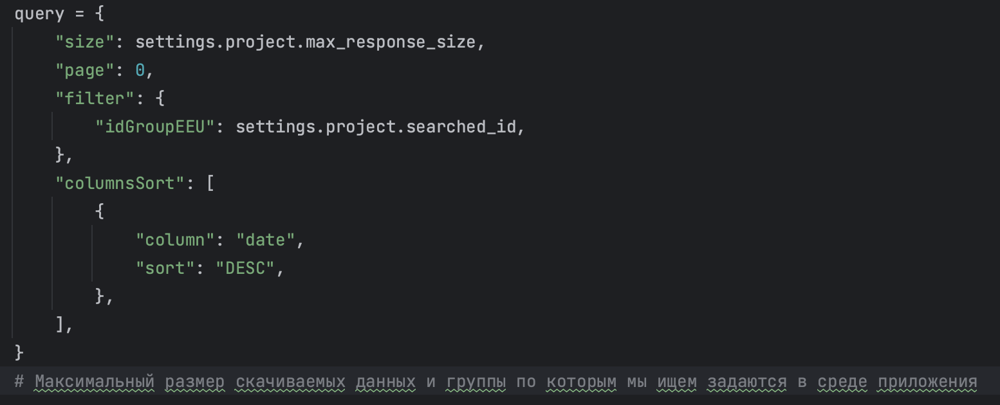 query = {
    "size": settings.project.max_response_size,
    "page": 0,
    "filter": {
        "idGroupEEU": settings.project.searched_id,
    },
    "columnsSort": [
        {
            "column": "date",
            "sort": "DESC",
        },
    ],
}
# Максимальный размер скачиваемых данных и группы по которым мы ищем задаются в среде приложения